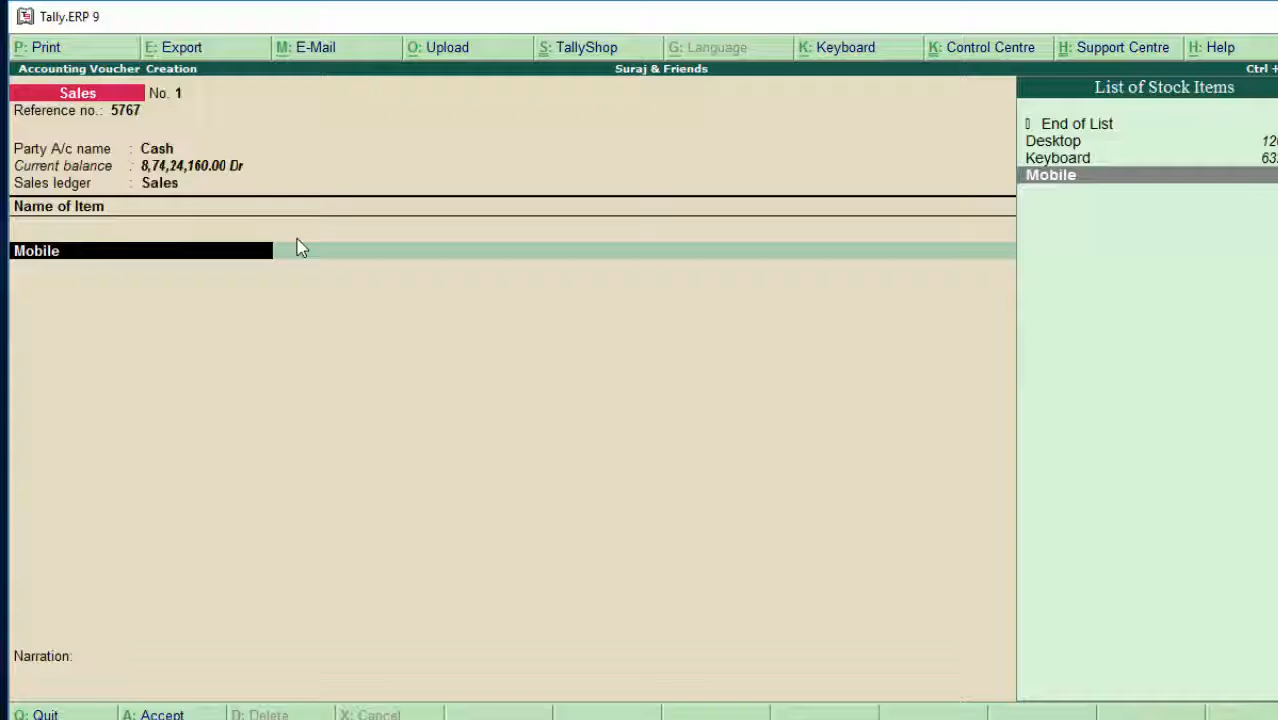 Tally.ERP 9
P: Print E: Export M: E-Mail O: Upload S: TallyShop G: Language K: Keyboard K: Control Centre H: Support Centre H: Help
Accounting Voucher Creation Suraj & Friends Ctrl +
Sales No. 1
Reference no.: 5767
Party A/c name : Cash
Current balance : 8,74,24,160.00 Dr
Sales ledger : Sales
Name of Item
Mobile
Narration:
List of Stock Items
End of List
Desktop
Keyboard
Mobile
Q: Quit A: Accept D: Delete X: Cancel